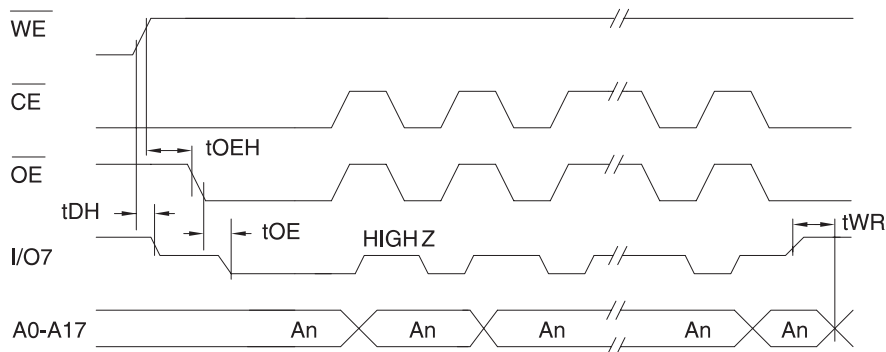 WE
CE
tOEH
OE
tDH
tOE
HIGH Z
tWR
I/O7
A0-A17
An
An
An
An
An